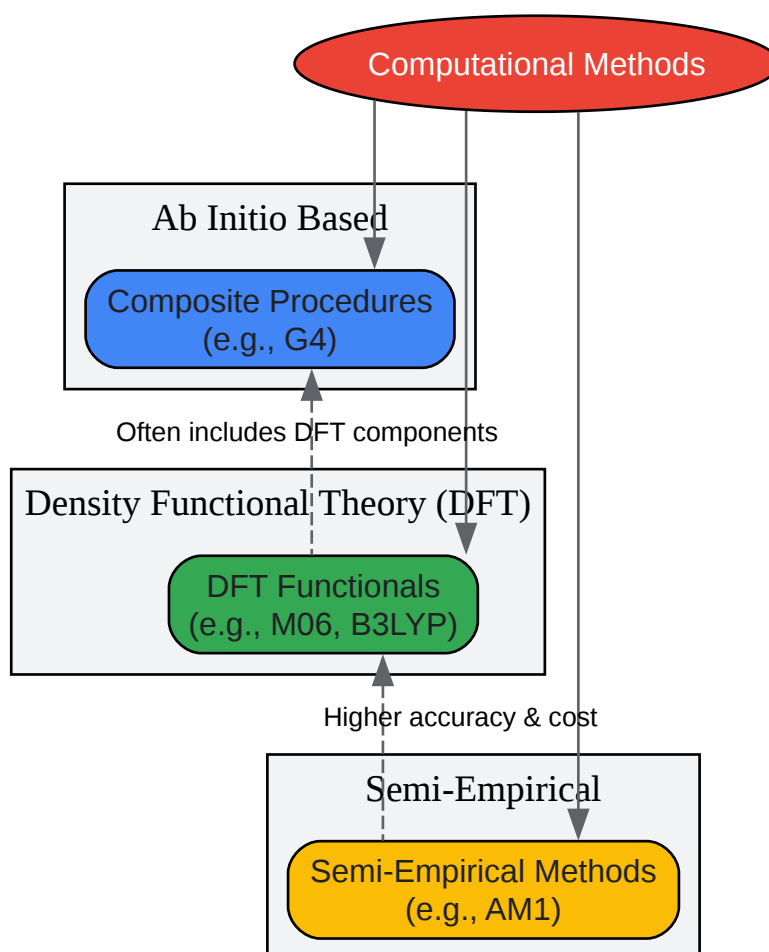 Computational Methods
Ab Initio Based
Composite Procedures
(e.g., G4)
Often includes DFT components
Density Functional Theory (DFT)
DFT Functionals
(e.g., M06, B3LYP)
Higher accuracy & cost
Semi-Empirical
Semi-Empirical Methods
(e.g., AM1)